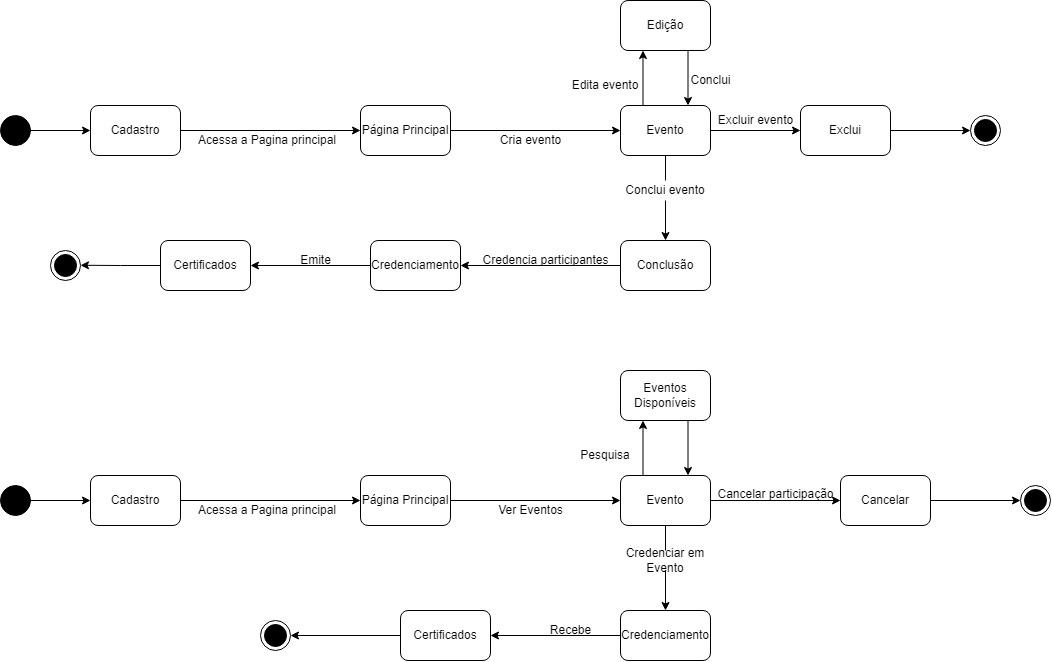 Edição
Edita evento
Conclui
Cadastro
Acessa a Pagina principal
Página Principal
Cria evento
Evento
Excluir evento
Exclui
Conclui evento
Certificados
Emite
Credenciamento
Credencia participantes
Conclusão
Eventos
Disponíveis
Pesquisa
Cadastro
Acessa a Pagina principal
Página Principal
Ver Eventos
Evento
Cancelar participação
Cancelar
Credenciar em
Evento
Certificados
Recebe
Credenciamento